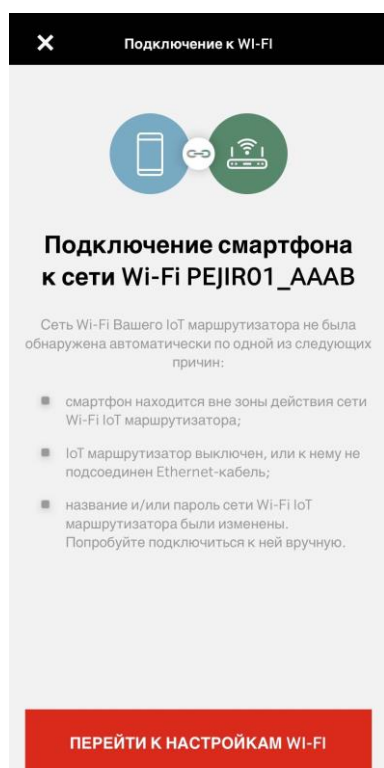 Подключение к WI-FI
Подключение смартфона
к сети Wi-Fi PEJIR01_AAAB
Сеть Wi-Fi Вашего IoT маршрутизатора не была
обнаружена автоматически по одной из следующих
причин:
смартфон находится вне зоны действия сети
Wi-Fi IoT маршрутизатора;
IoT маршрутизатор выключен, или к нему не
подсоединен Ethernet-кабель;
название и/или пароль сети Wi-Fi IoT
маршрутизатора были изменены.
Попробуйте подключиться к ней вручную.
ПЕРЕЙТИ К НАСТРОЙКАМ WI-FI